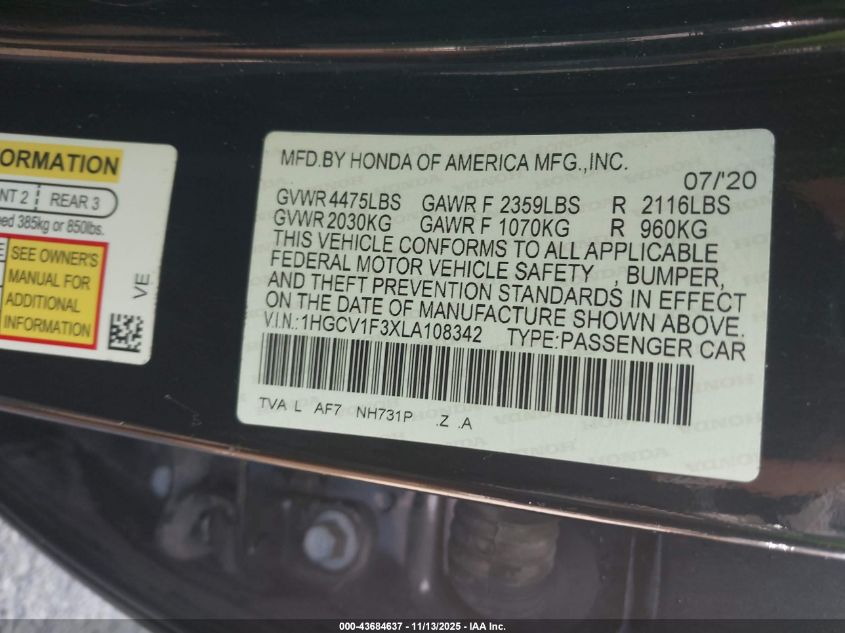 ORMATION
NT 2 REAR 3
ed 385kg or 850lbs.
SEE OWNER'S
MANUAL FOR
ADDITIONAL
INFORMATION
VE
MFD.BY HONDA OF AMERICA MFG.,INC.
07/'20
GVWR 4475LBS GAWR F 2359LBS R 2116LBS
GVWR 2030KG GAWR F 1070KG R 960KG
THIS VEHICLE CONFORMS TO ALL APPLICABLE
FEDERAL MOTOR VEHICLE SAFETY , BUMPER,
AND THEFT PREVENTION STANDARDS IN EFFECT
ON THE DATE OF MANUFACTURE SHOWN ABOVE.
V.I.N.:1HGCV1F3XLA108342 TYPE:PASSENGER CAR
TVA L AF7 NH731P .Z .A
000-43684637 - 11/13/2025 - IAA Inc.